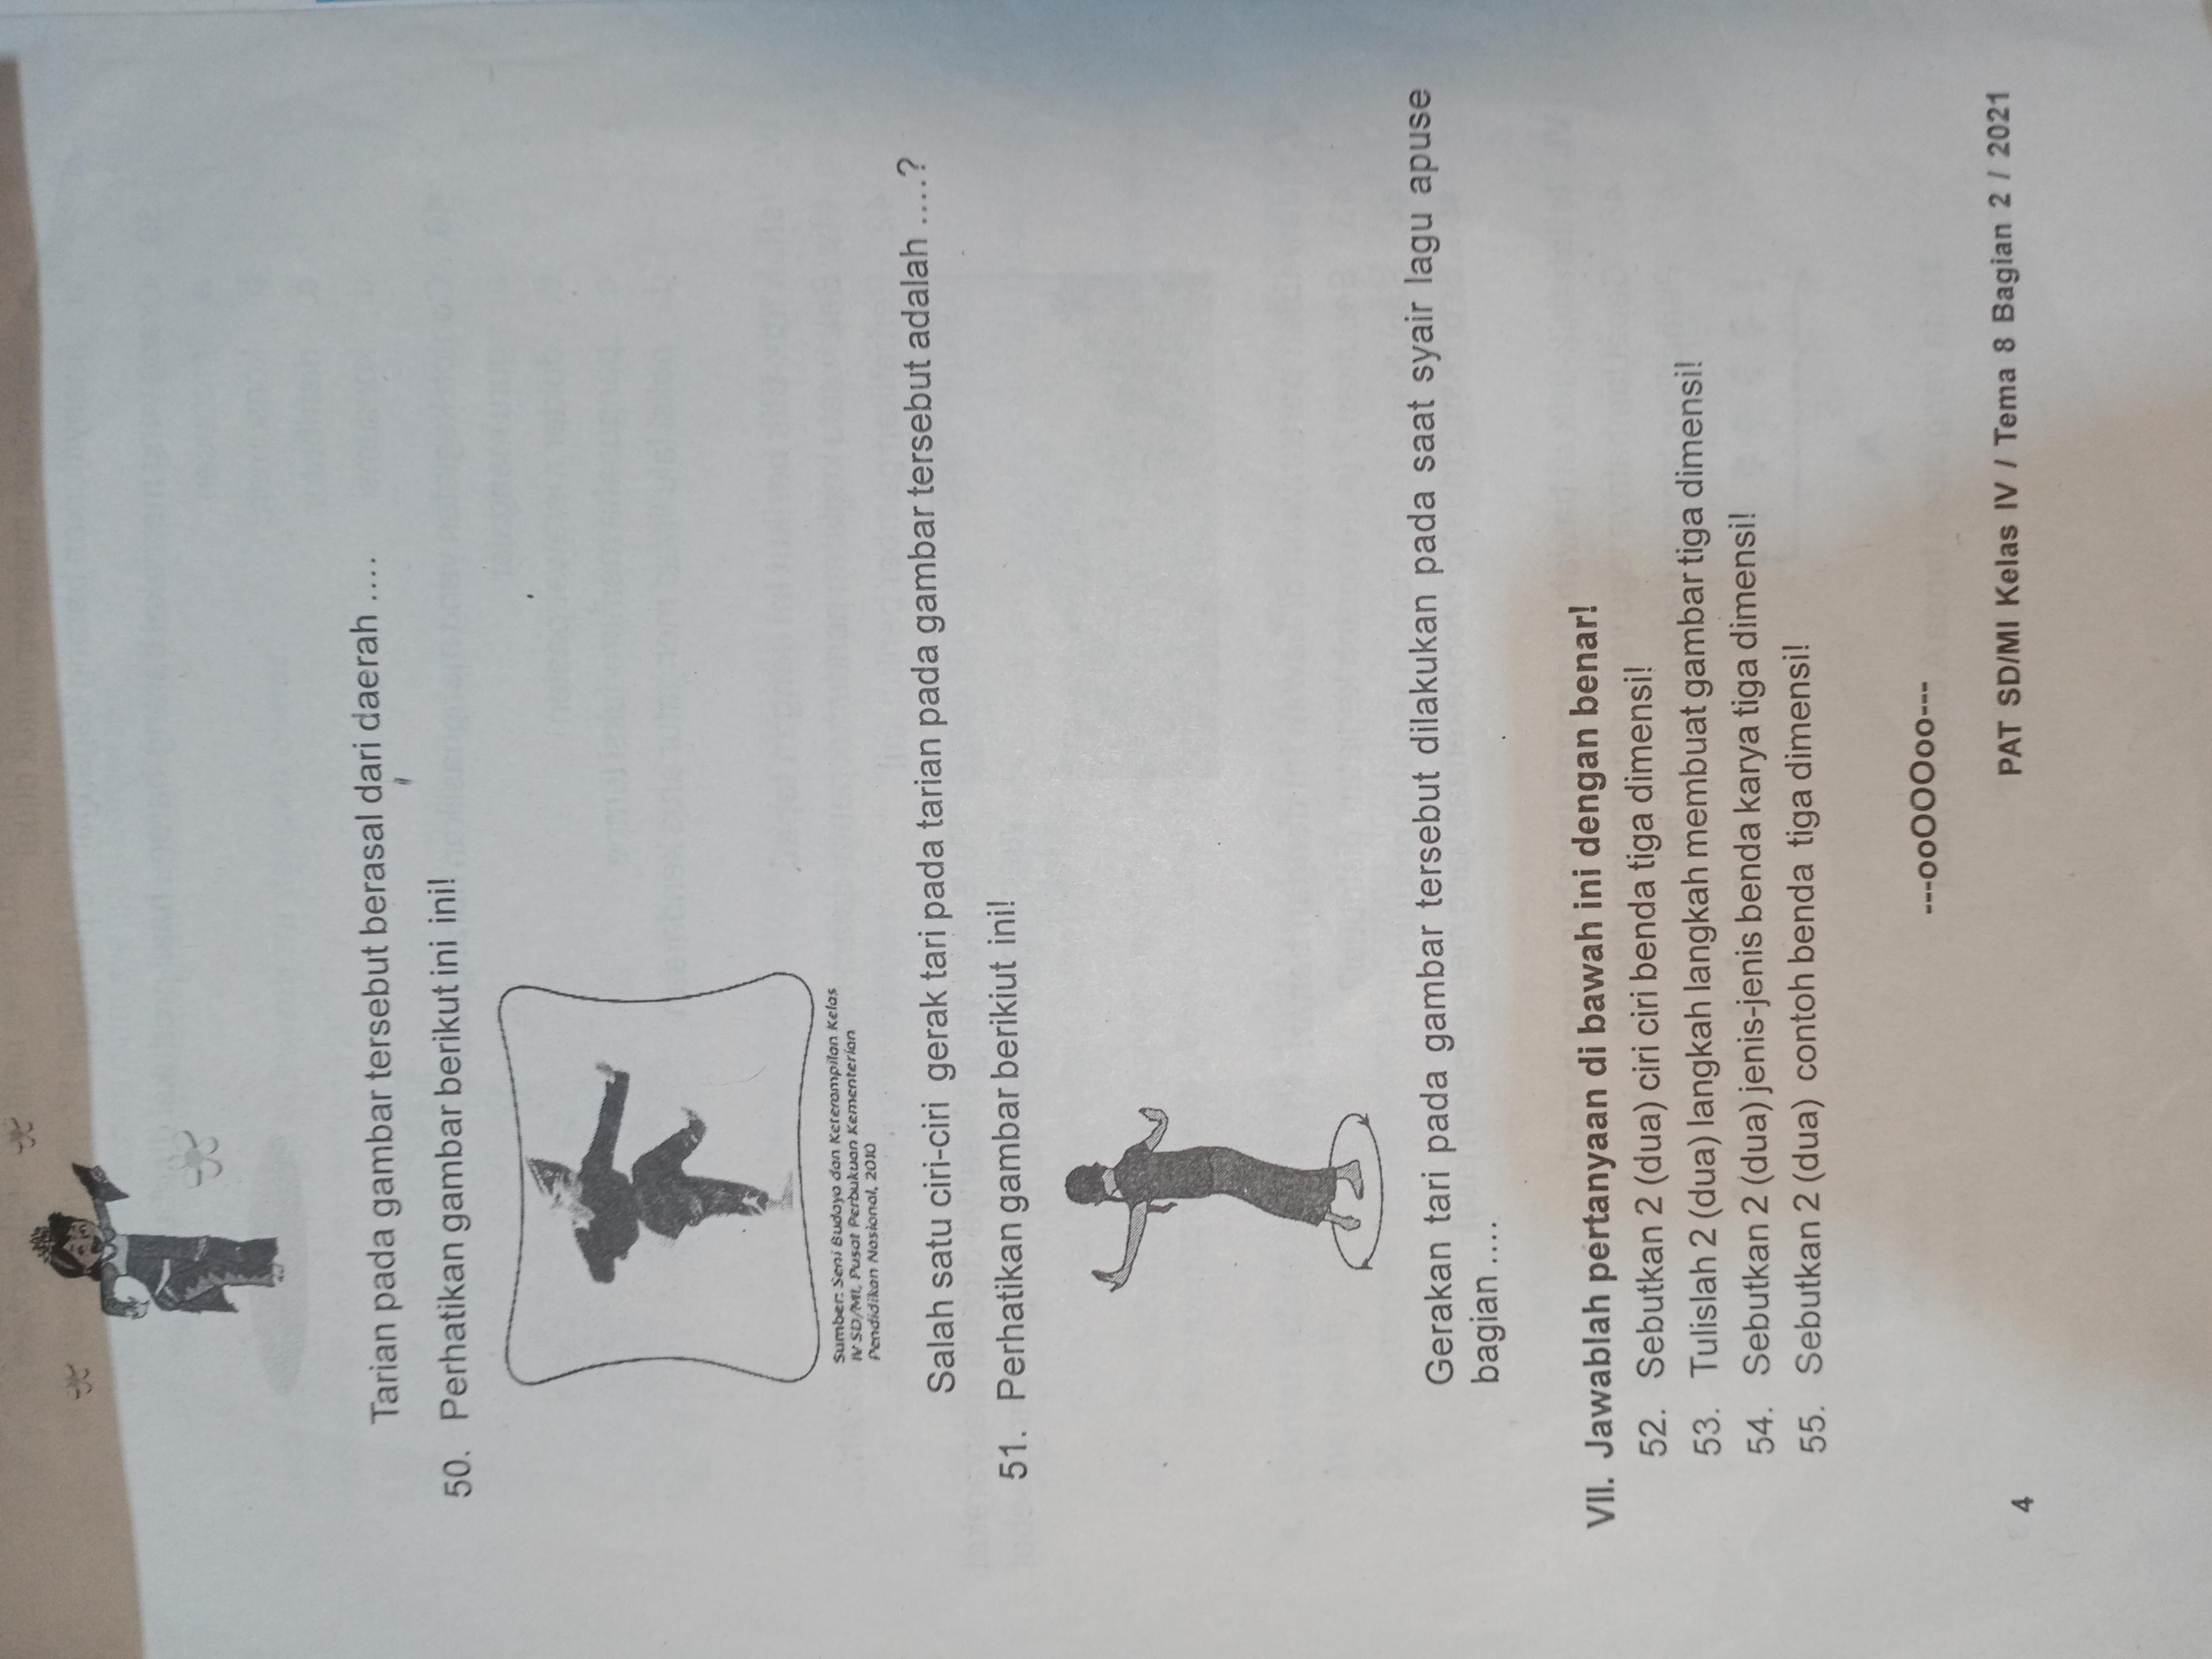 Tarian pada gambar tersebut berasal dari daerah ....
50. Perhatikan gambar berikut ini ini!
Sumber: Seni Budaya dan Keterampilan Kelas
IV SD/MI, Pusat Perbukuan Kementerian
Pendidikan Nasional, 2010
Salah satu ciri-ciri gerak tari pada tarian pada gambar tersebut adalah ....?
51. Perhatikan gambar berikiut ini!
Gerakan tari pada gambar tersebut dilakukan pada saat syair lagu apuse
bagian ....
VII. Jawablah pertanyaan di bawah ini dengan benar!
52. Sebutkan 2 (dua) ciri ciri benda tiga dimensi!
53. Tulislah 2 (dua) langkah langkah membuat gambar tiga dimensi!
54. Sebutkan 2 (dua) jenis-jenis benda karya tiga dimensi!
55. Sebutkan 2 (dua) contoh benda tiga dimensi!
---ooOOOoo---
4 PAT SD/MI Kelas IV / Tema 8 Bagian 2 / 2021